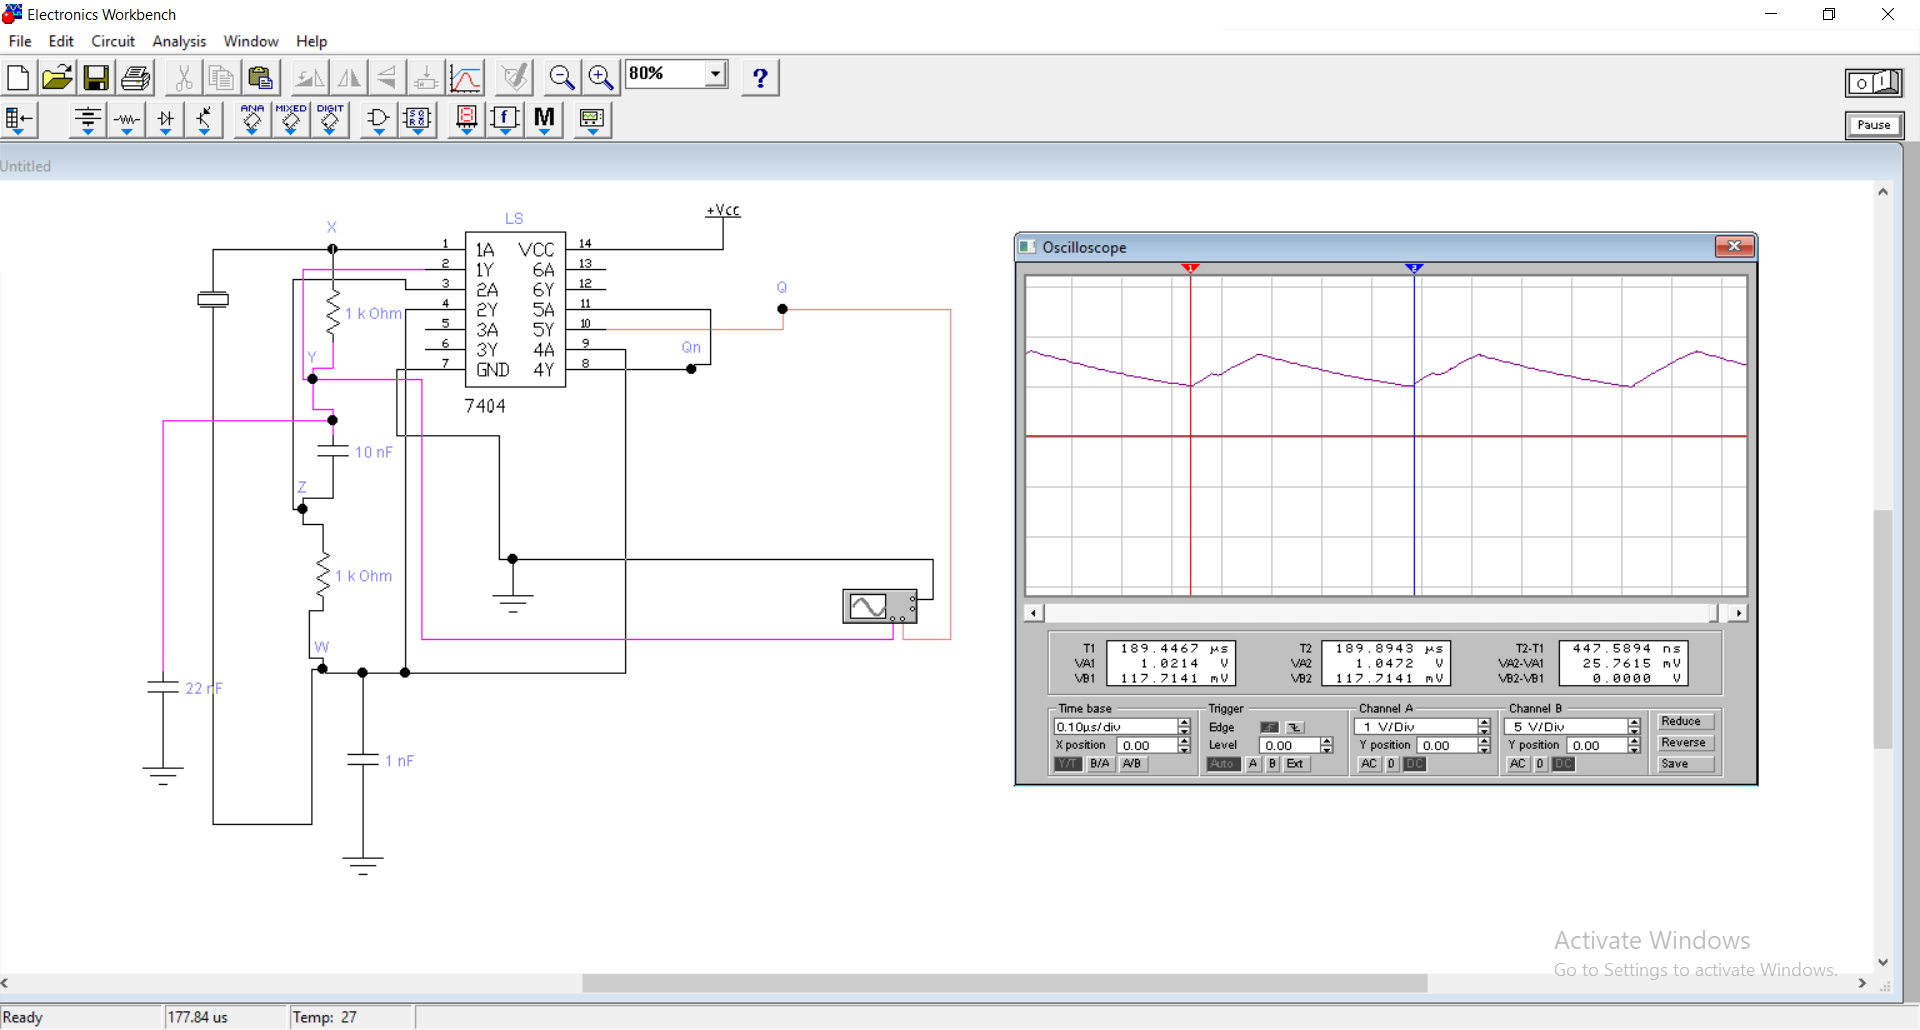 Electronics Workbench
File Edit Circuit Analysis Window Help
80%
?
ANA MIXED DIGIT
f M
Pause
Untitled
X
LS
+Vcc
1 1A VCC 14
2 1Y 6A 13
3 2A 6Y 12
4 2Y 5A 11
5 3A 5Y 10
6 3Y 4A 9
7 GND 4Y 8
7404
1 k Ohm
Y
Q
Qn
10 nF
Z
1 k Ohm
W
22 nF
1 nF
Oscilloscope
1 2
T1 189.4467 µs T2 189.8943 µs T2-T1 447.5894 ns
VA1 1.0214 V VA2 1.0472 V VA2-VA1 25.7615 mV
VB1 117.7141 mV VB2 117.7141 mV VB2-VB1 0.0000 V
Time base Trigger Channel A Channel B
0.10µs/div Edge 1 V/Div 5 V/Div Reduce
X position 0.00 Level 0.00 Y position 0.00 Y position 0.00 Reverse
Y/T B/A A/B Auto A B Ext AC 0 DC AC 0 DC Save
Activate Windows
Go to Settings to activate Windows.
Ready 177.84 us Temp: 27